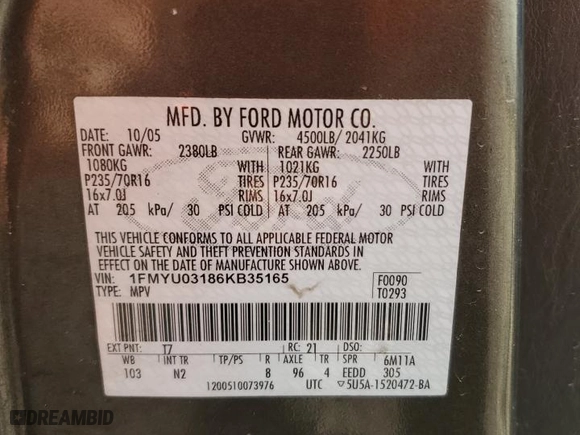 MFD. BY FORD MOTOR CO.
DATE: 10/05 GVWR: 4500LB/ 2041KG
FRONT GAWR: 2380LB REAR GAWR: 2250LB
1080KG WITH 1021KG WITH
P235/70R16 TIRES P235/70R16 TIRES
16x7.0J RIMS 16x7.0J RIMS
AT 205 kPa/ 30 PSI COLD AT 205 kPa/ 30 PSI COLD
THIS VEHICLE CONFORMS TO ALL APPLICABLE FEDERAL MOTOR
VEHICLE SAFETY AND THEFT PREVENTION STANDARDS IN
EFFECT ON THE DATE OF MANUFACTURE SHOWN ABOVE.
VIN: 1FMYU03186KB35165 F0090
TYPE: MPV T0293
EXT PNT: T7 RC: 21 DSO:
WB INT TR TP/PS R AXLE TR SPR 6M11A
103 N2 8 96 4 EEDD 305
1200510073976 UTC ▽5U5A-1520472-BA
DREAMBID